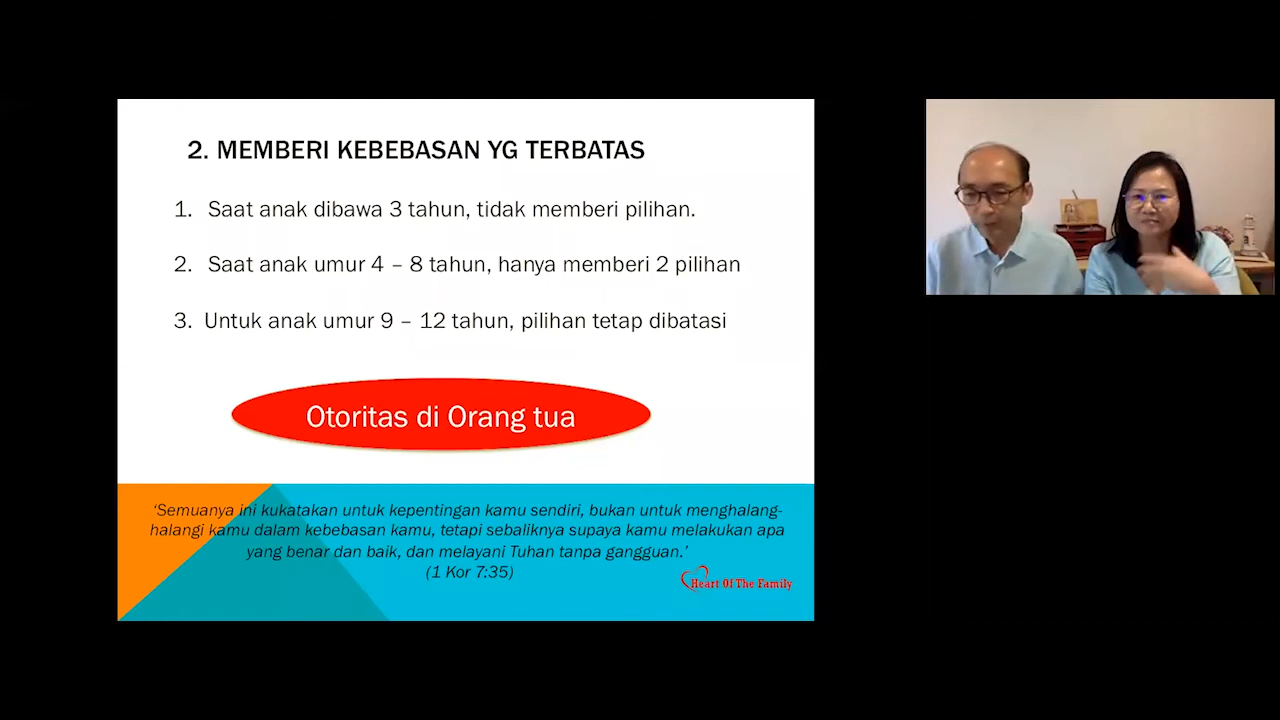 2. MEMBERI KEBEBASAN YG TERBATAS
1. Saat anak dibawa 3 tahun, tidak memberi pilihan.
2. Saat anak umur 4 – 8 tahun, hanya memberi 2 pilihan
3. Untuk anak umur 9 – 12 tahun, pilihan tetap dibatasi
Otoritas di Orang tua
‘Semuanya ini kukatakan untuk kepentingan kamu sendiri, bukan untuk menghalang-
halangi kamu dalam kebebasan kamu, tetapi sebaliknya supaya kamu melakukan apa
yang benar dan baik, dan melayani Tuhan tanpa gangguan.’
(1 Kor 7:35)
Heart Of The Family